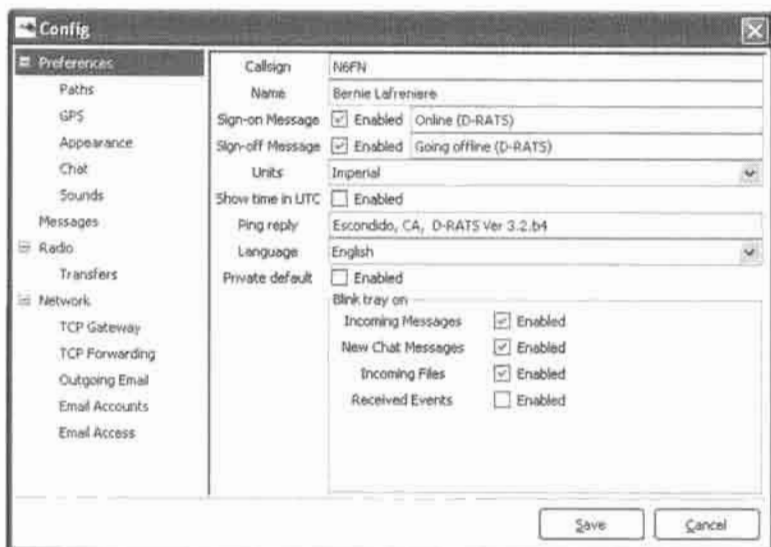 Config
Preferences
Paths
GPS
Appearance
Chat
Sounds
Messages
Radio
Transfers
Network
TCP Gateway
TCP Forwarding
Outgoing Email
Email Accounts
Email Access
Callsign N6FN
Name Bernie Lafreniere
Sign-on Message Enabled Online (D-RATS)
Sign-off Message Enabled Going offline (D-RATS)
Units Imperial
Show time in UTC Enabled
Ping reply Escondido, CA, D-RATS Ver 3.2.b4
Language English
Private default Enabled
Blink tray on
Incoming Messages Enabled
New Chat Messages Enabled
Incoming Files Enabled
Received Events Enabled
Save Cancel